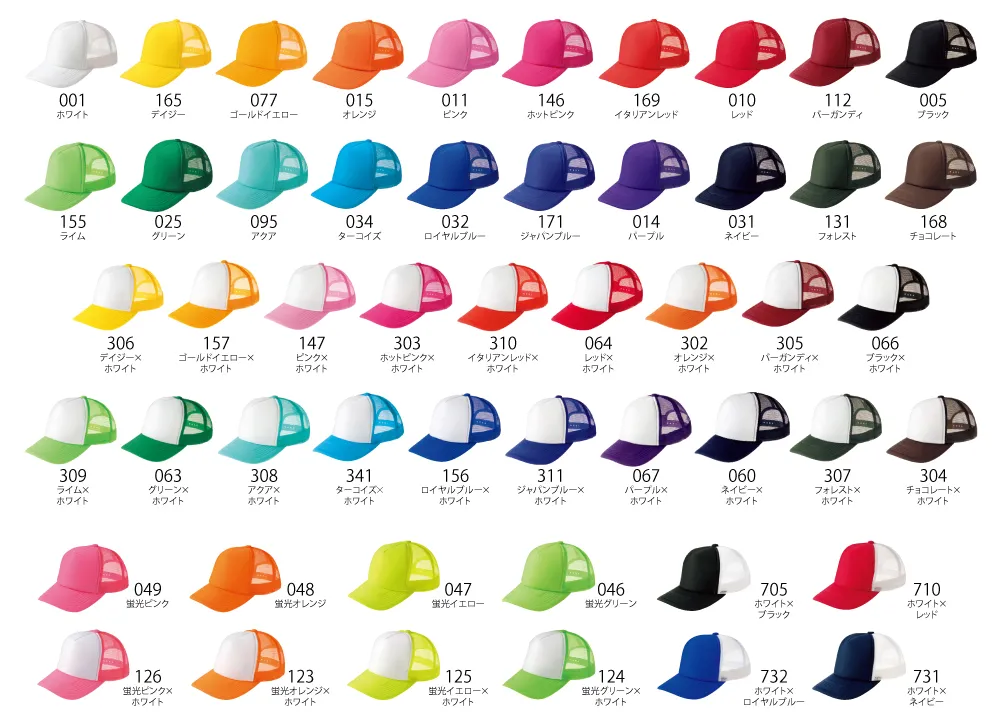 001
ホワイト
165
デイジー
077
ゴールドイエロー
015
オレンジ
011
ピンク
146
ホットピンク
169
イタリアンレッド
010
レッド
112
バーガンディ
005
ブラック
155
ライム
025
グリーン
095
アクア
034
ターコイズ
032
ロイヤルブルー
171
ジャパンブルー
014
パープル
031
ネイビー
131
フォレスト
168
チョコレート
306
デイジー×
ホワイト
157
ゴールドイエロー×
ホワイト
147
ピンク×
ホワイト
303
ホットピンク×
ホワイト
310
イタリアンレッド×
ホワイト
064
レッド×
ホワイト
302
オレンジ×
ホワイト
305
バーガンディ×
ホワイト
066
ブラック×
ホワイト
309
ライム×
ホワイト
063
グリーン×
ホワイト
308
アクア×
ホワイト
341
ターコイズ×
ホワイト
156
ロイヤルブルー×
ホワイト
311
ジャパンブルー×
ホワイト
067
パープル×
ホワイト
060
ネイビー×
ホワイト
307
フォレスト×
ホワイト
304
チョコレート×
ホワイト
049
蛍光ピンク
048
蛍光オレンジ
047
蛍光イエロー
046
蛍光グリーン
705
ホワイト×
ブラック
710
ホワイト×
レッド
126
蛍光ピンク×
ホワイト
123
蛍光オレンジ×
ホワイト
125
蛍光イエロー×
ホワイト
124
蛍光グリーン×
ホワイト
732
ホワイト×
ロイヤルブルー
731
ホワイト×
ネイビー